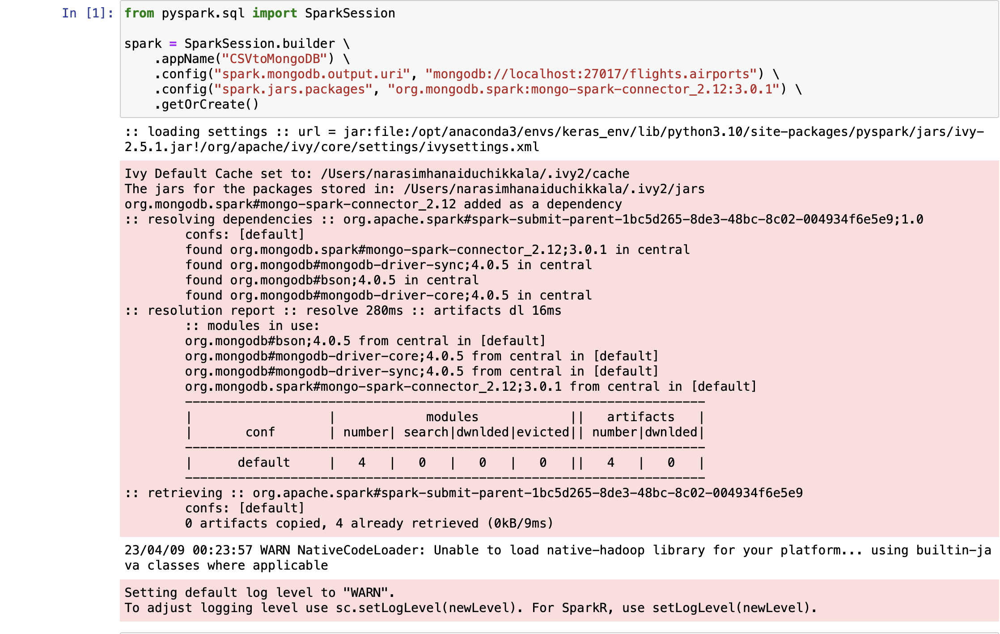 In [1]:
from pyspark.sql import SparkSession
spark = SparkSession.builder \
    .appName("CSVtoMongoDB") \
    .config("spark.mongodb.output.uri", "mongodb://localhost:27017/flights.airports") \
    .config("spark.jars.packages", "org.mongodb.spark:mongo-spark-connector_2.12:3.0.1") \
    .getOrCreate()
:: loading settings :: url = jar:file:/opt/anaconda3/envs/keras_env/lib/python3.10/site-packages/pyspark/jars/ivy-
2.5.1.jar!/org/apache/ivy/core/settings/ivysettings.xml
Ivy Default Cache set to: /Users/narasimhanaiduchikkala/.ivy2/cache
The jars for the packages stored in: /Users/narasimhanaiduchikkala/.ivy2/jars
org.mongodb.spark#mongo-spark-connector_2.12 added as a dependency
:: resolving dependencies :: org.apache.spark#spark-submit-parent-1bc5d265-8de3-48bc-8c02-004934f6e5e9;1.0
        confs: [default]
        found org.mongodb.spark#mongo-spark-connector_2.12;3.0.1 in central
        found org.mongodb#mongodb-driver-sync;4.0.5 in central
        found org.mongodb#bson;4.0.5 in central
        found org.mongodb#mongodb-driver-core;4.0.5 in central
:: resolution report :: resolve 280ms :: artifacts dl 16ms
        :: modules in use:
        org.mongodb#bson;4.0.5 from central in [default]
        org.mongodb#mongodb-driver-core;4.0.5 from central in [default]
        org.mongodb#mongodb-driver-sync;4.0.5 from central in [default]
        org.mongodb.spark#mongo-spark-connector_2.12;3.0.1 from central in [default]
        ---------------------------------------------------------------------
        |                  |            modules            ||   artifacts   |
        |       conf       | number| search|dwnlded|evicted|| number|dwnlded|
        ---------------------------------------------------------------------
        |      default     |   4   |   0   |   0   |   0   ||   4   |   0   |
        ---------------------------------------------------------------------
:: retrieving :: org.apache.spark#spark-submit-parent-1bc5d265-8de3-48bc-8c02-004934f6e5e9
        confs: [default]
        0 artifacts copied, 4 already retrieved (0kB/9ms)
23/04/09 00:23:57 WARN NativeCodeLoader: Unable to load native-hadoop library for your platform... using builtin-ja
va classes where applicable
Setting default log level to "WARN".
To adjust logging level use sc.setLogLevel(newLevel). For SparkR, use setLogLevel(newLevel).